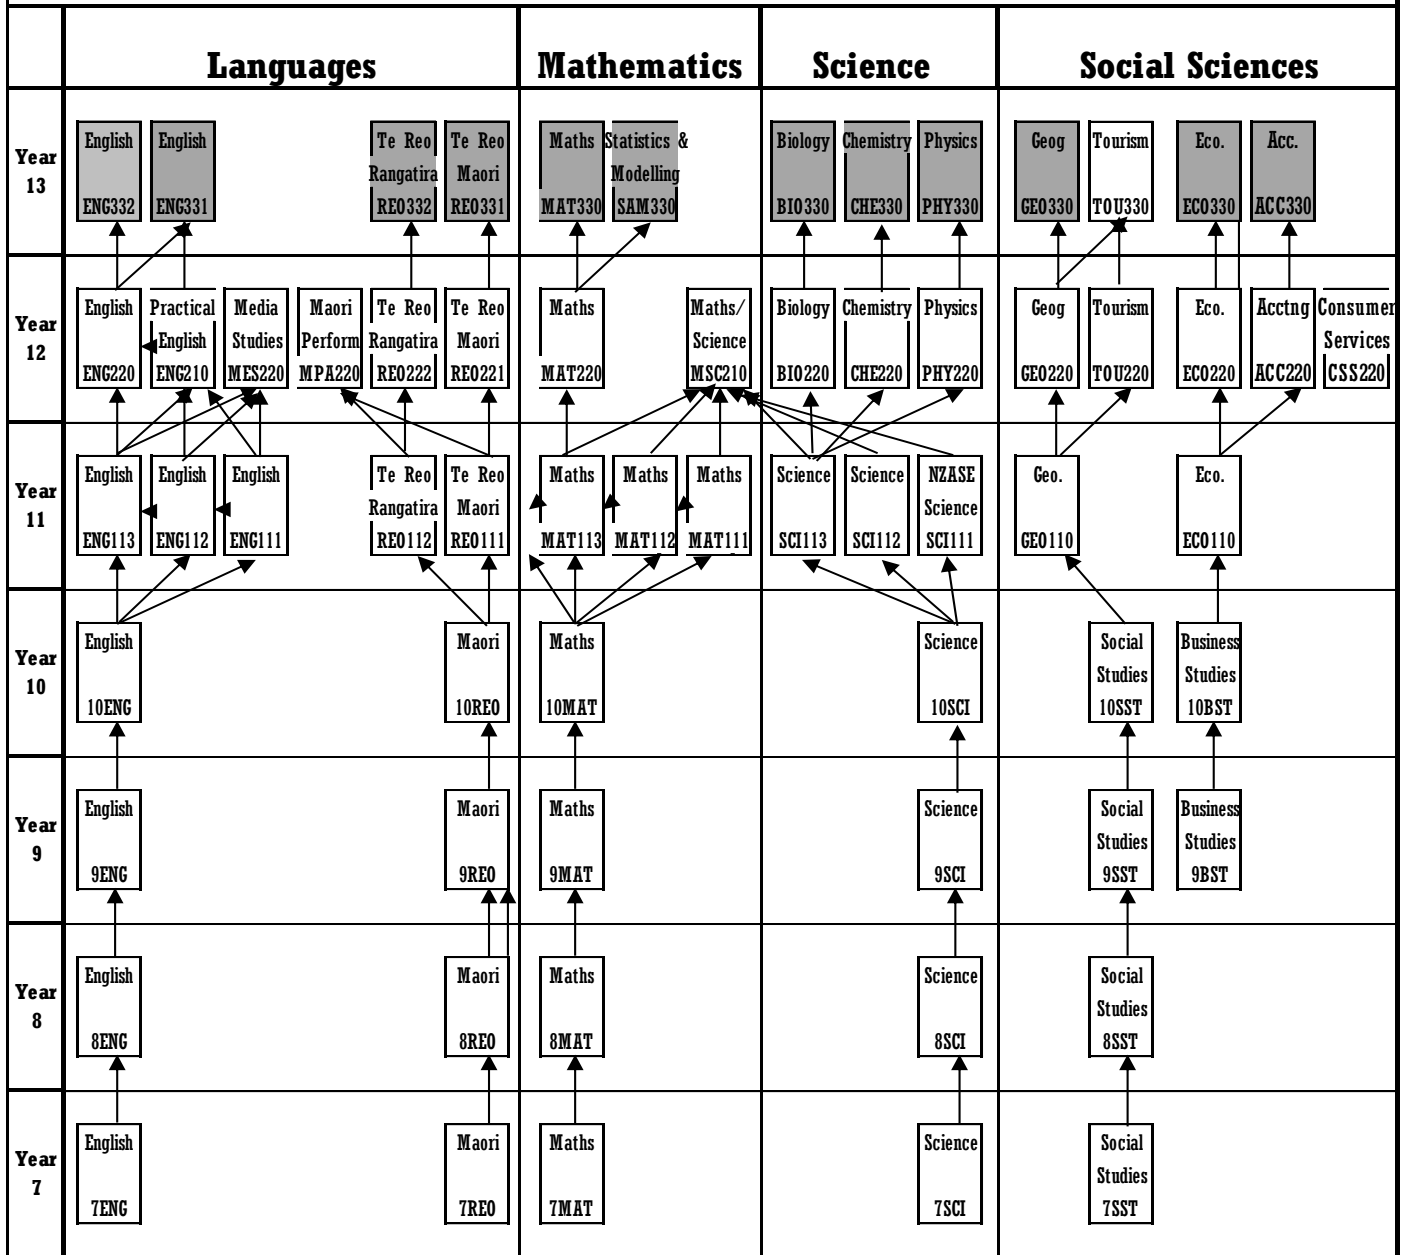 Languages Mathematics Science Social Sciences
Year
13
English English Te Reo Te Reo Maths Statistics & Biology Chemistry Physics Geog Tourism Eco. Acc.
Rangatira Maori Modelling
ENG332 ENG331 REO332 REO331 MAT330 SAM330 BIO330 CHE330 PHY330 GEO330 TOU330 ECO330 ACC330
Year
12
English Practical Media Maori Te Reo Te Reo Maths Maths/ Biology Chemistry Physics Geog Tourism Eco. Acctng Consumer
English Studies Perform Rangatira Maori Science Services
ENG220 ENG210 MES220 MPA220 REO222 REO221 MAT220 MSC210 BIO220 CHE220 PHY220 GEO220 TOU220 ECO220 ACC220 CSS220
Year
11
English English English Te Reo Te Reo Maths Maths Maths Science Science NZASE Geo. Eco.
Rangatira Maori Science
ENG113 ENG112 ENG111 REO112 REO111 MAT113 MAT112 MAT111 SCI113 SCI112 SCI111 GEO110 ECO110
Year
10
English Maori Maths Science Social Business
Studies Studies
10ENG 10REO 10MAT 10SCI 10SST 10BST
Year
9
English Maori Maths Science Social Business
Studies Studies
9ENG 9REO 9MAT 9SCI 9SST 9BST
Year
8
English Maori Maths Science Social
Studies
8ENG 8REO 8MAT 8SCI 8SST
Year
7
English Maori Maths Science Social
Studies
7ENG 7REO 7MAT 7SCI 7SST